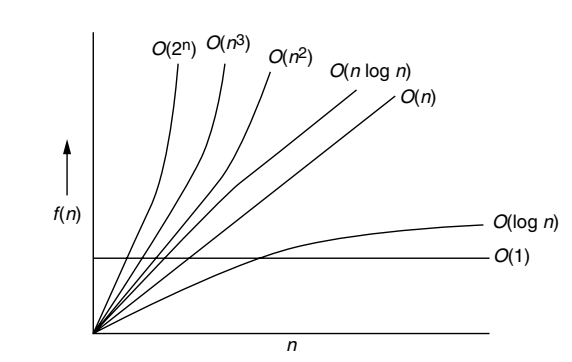 O(2ⁿ)
O(n³)
O(n²)
O(n log n)
O(n)
f(n)
O(log n)
O(1)
n